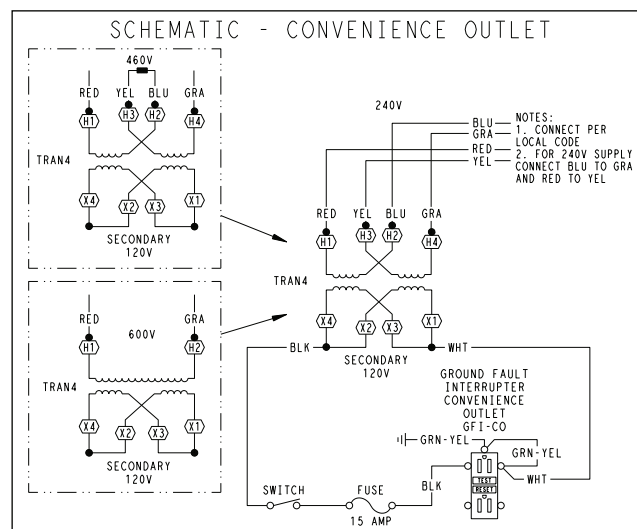 SCHEMATIC - CONVENIENCE OUTLET
460V
RED YEL BLU GRA
H1 H3 H2 H4
TRAN4
X4 X2 X3 X1
SECONDARY
120V
RED GRA
600V
H1 H2
TRAN4
X4 X2 X3 X1
SECONDARY
120V
240V
BLU
GRA
RED
YEL
NOTES:
1. CONNECT PER
LOCAL CODE
2. FOR 240V SUPPLY
CONNECT BLU TO GRA
AND RED TO YEL
RED YEL BLU GRA
H1 H3 H2 H4
TRAN4
X4 X2 X3 X1
BLK
WHT
SECONDARY
120V
GROUND FAULT
INTERRUPTER
CONVENIENCE
OUTLET
GFI-CO
GRN-YEL
GRN-YEL
BLK
WHT
TEST
RESET
SWITCH
FUSE
15 AMP